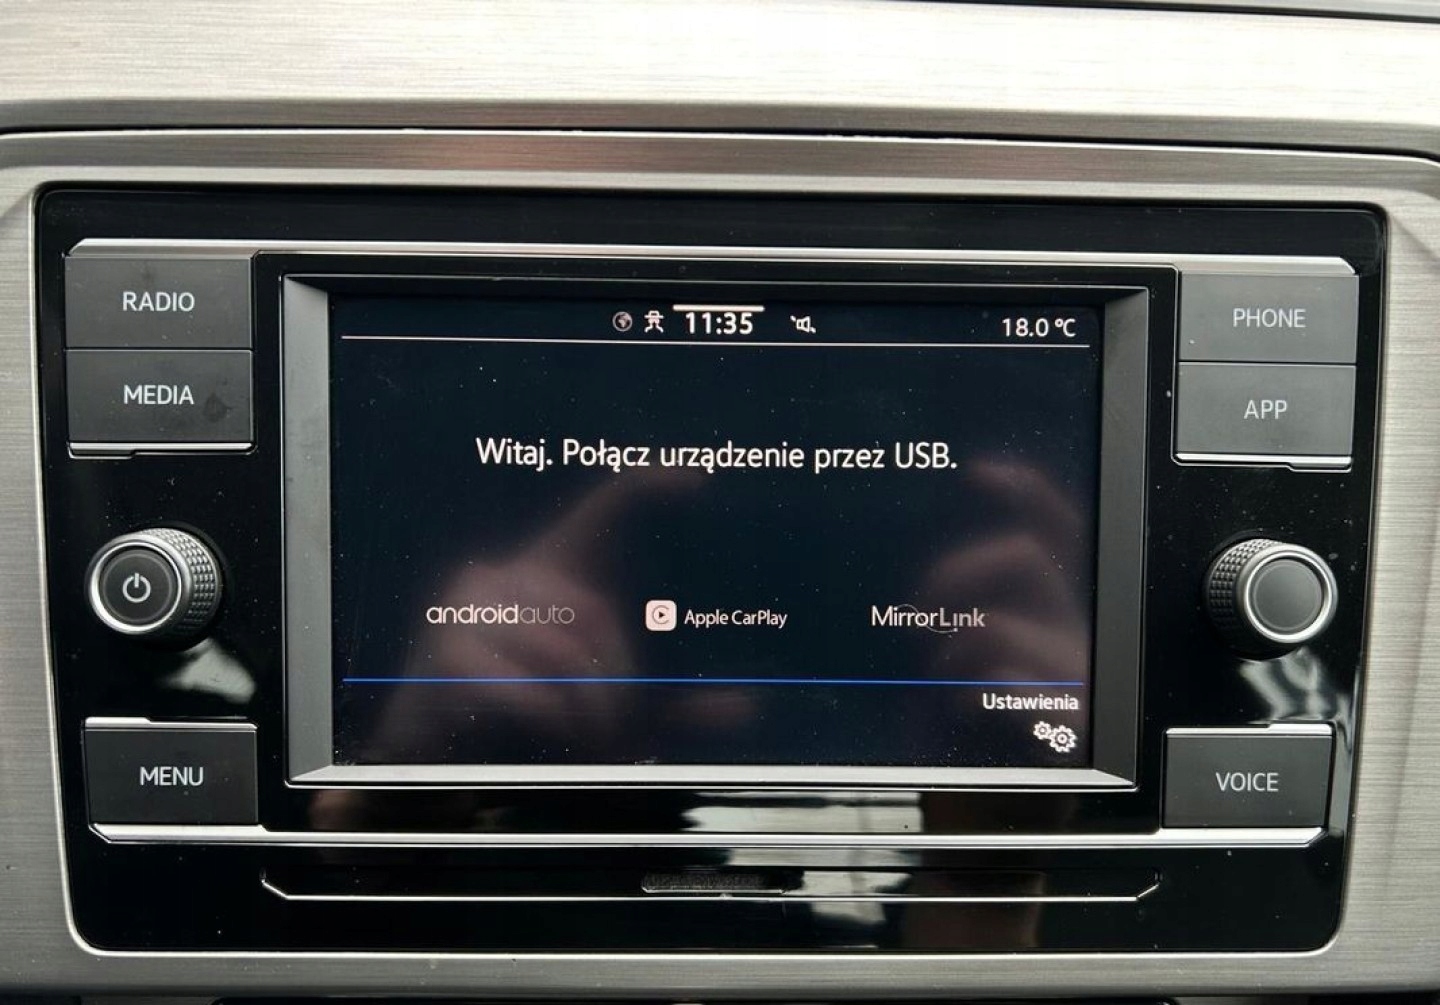 RADIO
MEDIA
MENU
PHONE
APP
VOICE
11:35
18.0 °C
Witaj. Połącz urządzenie przez USB.
androidauto
Apple CarPlay
MirrorLink
Ustawienia